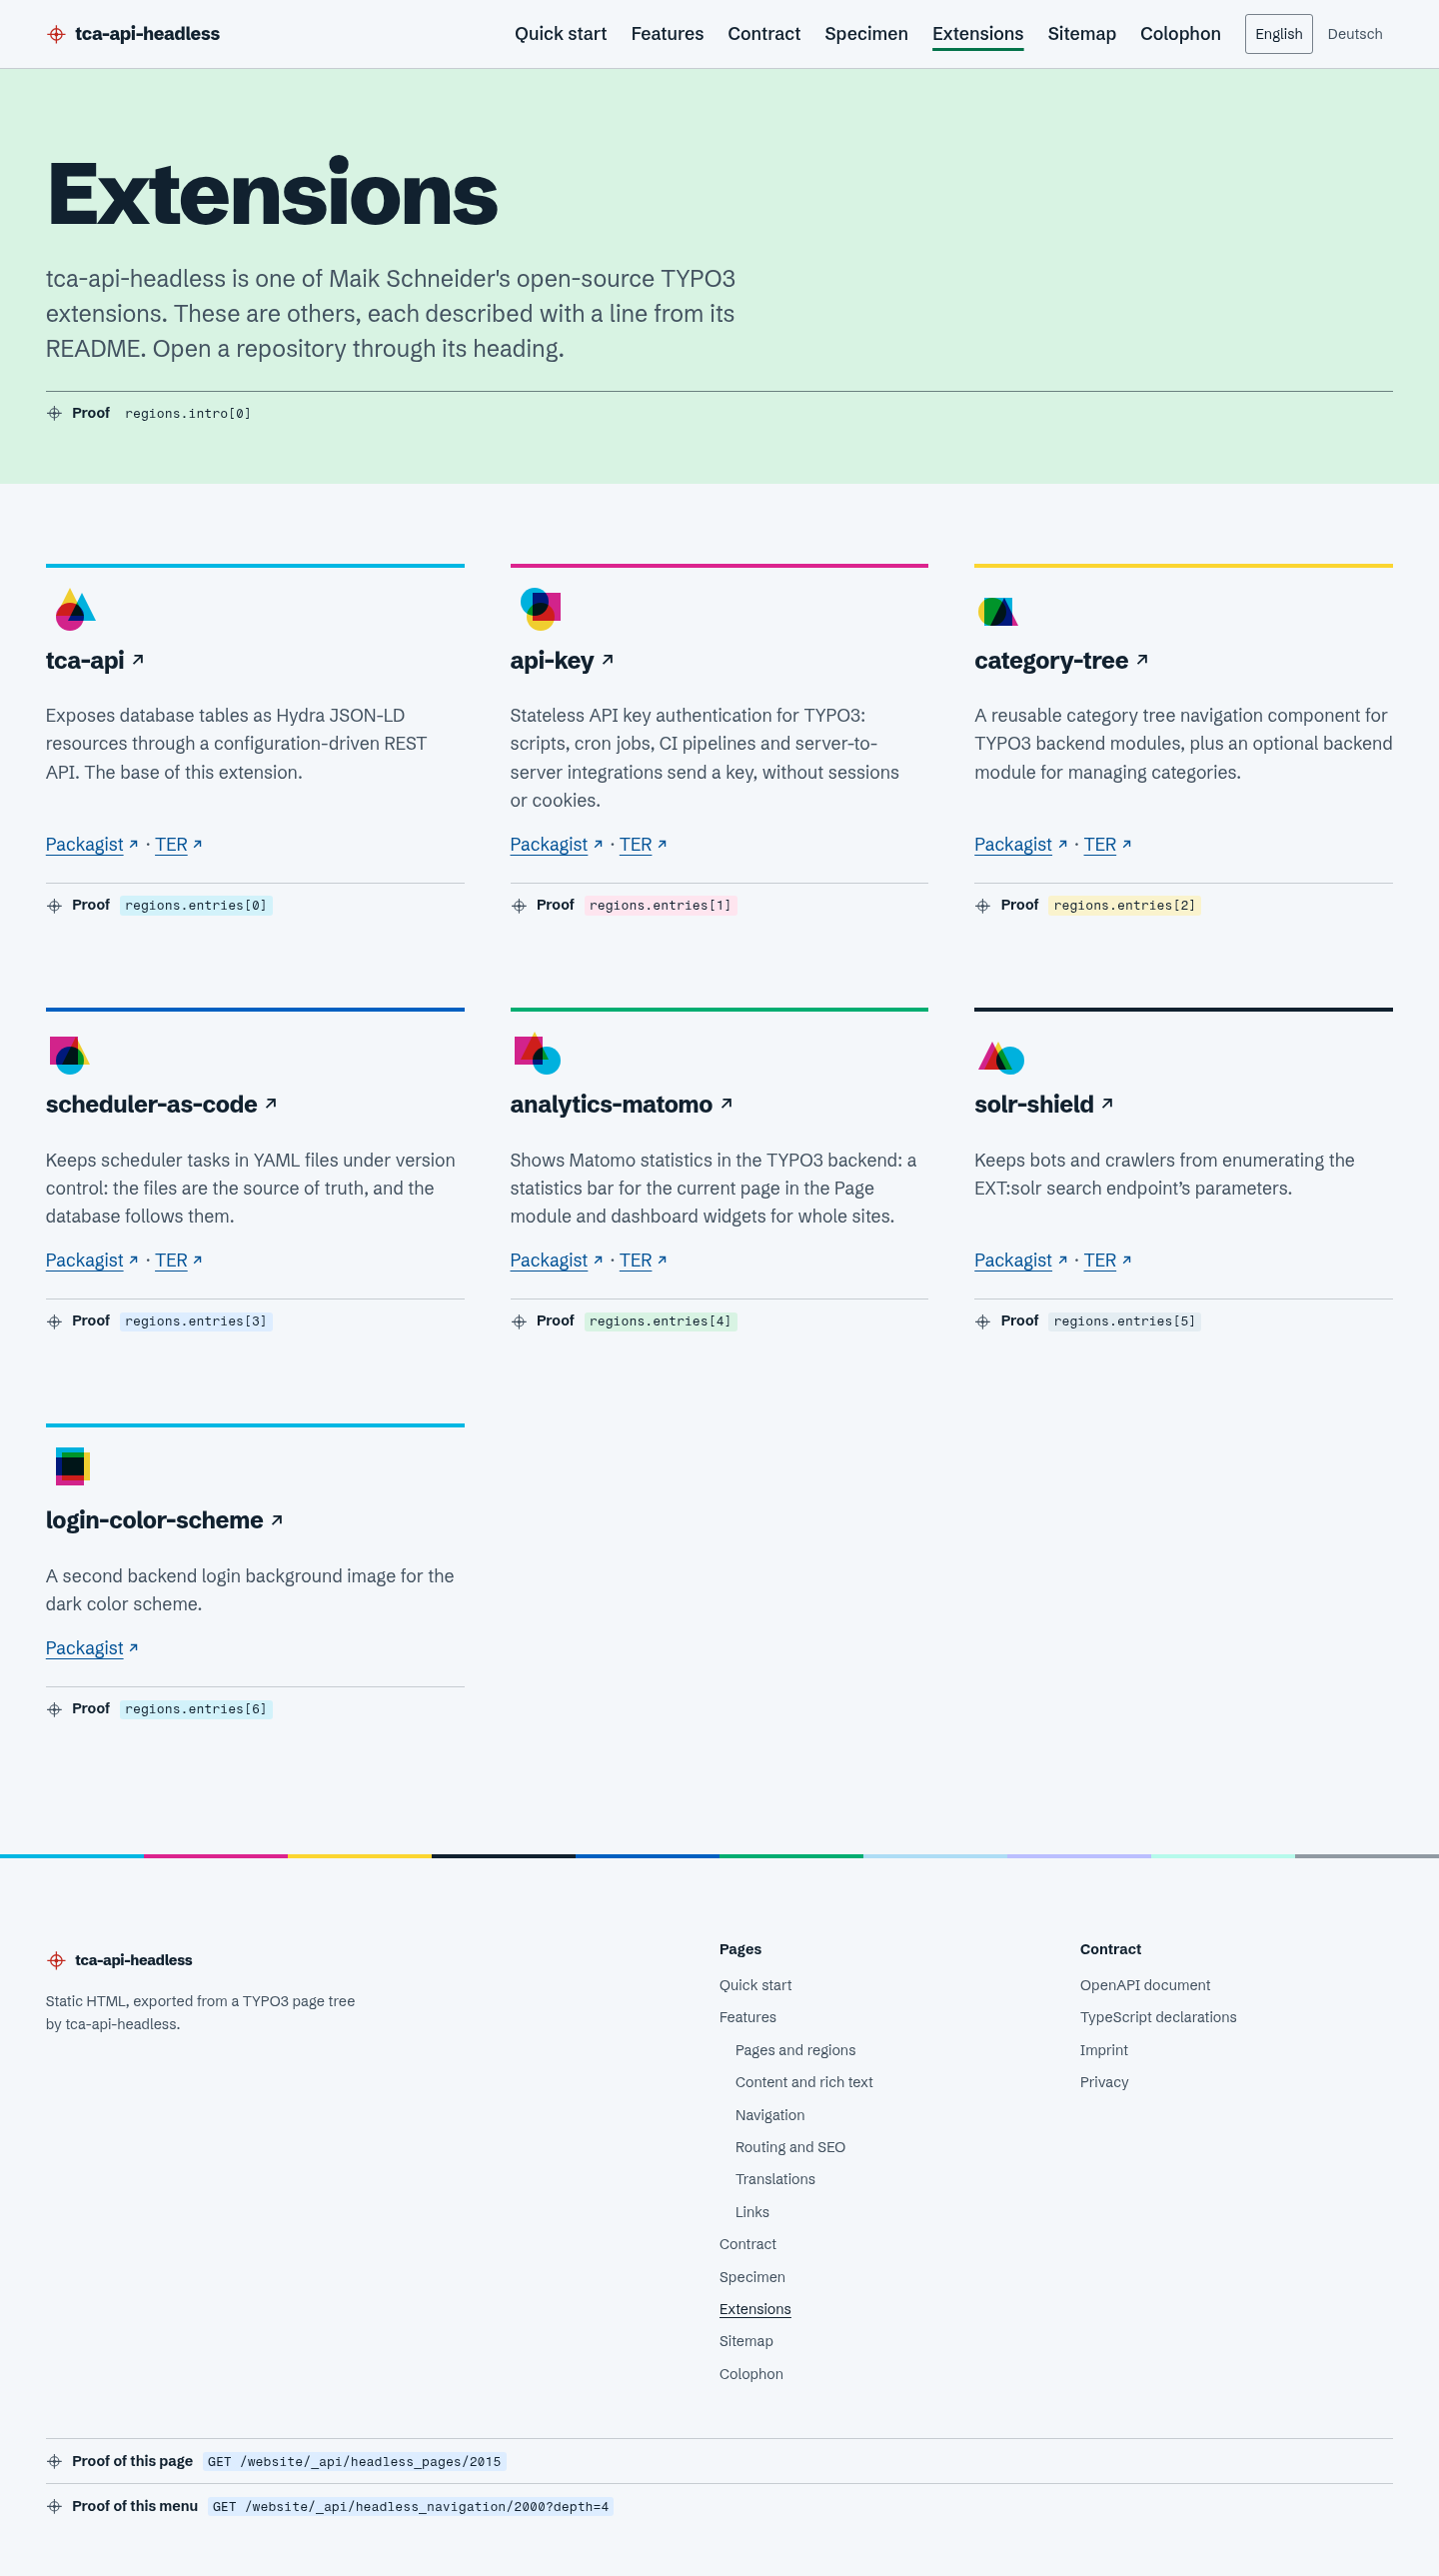 tca-api-headless
Quick start
Features
Contract
Specimen
Extensions
Sitemap
Colophon
English
Deutsch
Extensions
tca-api-headless is one of Maik Schneider's open-source TYPO3
extensions. These are others, each described with a line from its
README. Open a repository through its heading.
Proof regions.intro[0]
tca-api ↗
Exposes database tables as Hydra JSON-LD
resources through a configuration-driven REST
API. The base of this extension.
Packagist ↗ · TER ↗
Proof regions.entries[0]
api-key ↗
Stateless API key authentication for TYPO3:
scripts, cron jobs, CI pipelines and server-to-
server integrations send a key, without sessions
or cookies.
Packagist ↗ · TER ↗
Proof regions.entries[1]
category-tree ↗
A reusable category tree navigation component for
TYPO3 backend modules, plus an optional backend
module for managing categories.
Packagist ↗ · TER ↗
Proof regions.entries[2]
scheduler-as-code ↗
Keeps scheduler tasks in YAML files under version
control: the files are the source of truth, and the
database follows them.
Packagist ↗ · TER ↗
Proof regions.entries[3]
analytics-matomo ↗
Shows Matomo statistics in the TYPO3 backend: a
statistics bar for the current page in the Page
module and dashboard widgets for whole sites.
Packagist ↗ · TER ↗
Proof regions.entries[4]
solr-shield ↗
Keeps bots and crawlers from enumerating the
EXT:solr search endpoint’s parameters.
Packagist ↗ · TER ↗
Proof regions.entries[5]
login-color-scheme ↗
A second backend login background image for the
dark color scheme.
Packagist ↗
Proof regions.entries[6]
tca-api-headless
Static HTML, exported from a TYPO3 page tree
by tca-api-headless.
Pages
Quick start
Features
Pages and regions
Content and rich text
Navigation
Routing and SEO
Translations
Links
Contract
Specimen
Extensions
Sitemap
Colophon
Contract
OpenAPI document
TypeScript declarations
Imprint
Privacy
Proof of this page GET /website/_api/headless_pages/2015
Proof of this menu GET /website/_api/headless_navigation/2000?depth=4